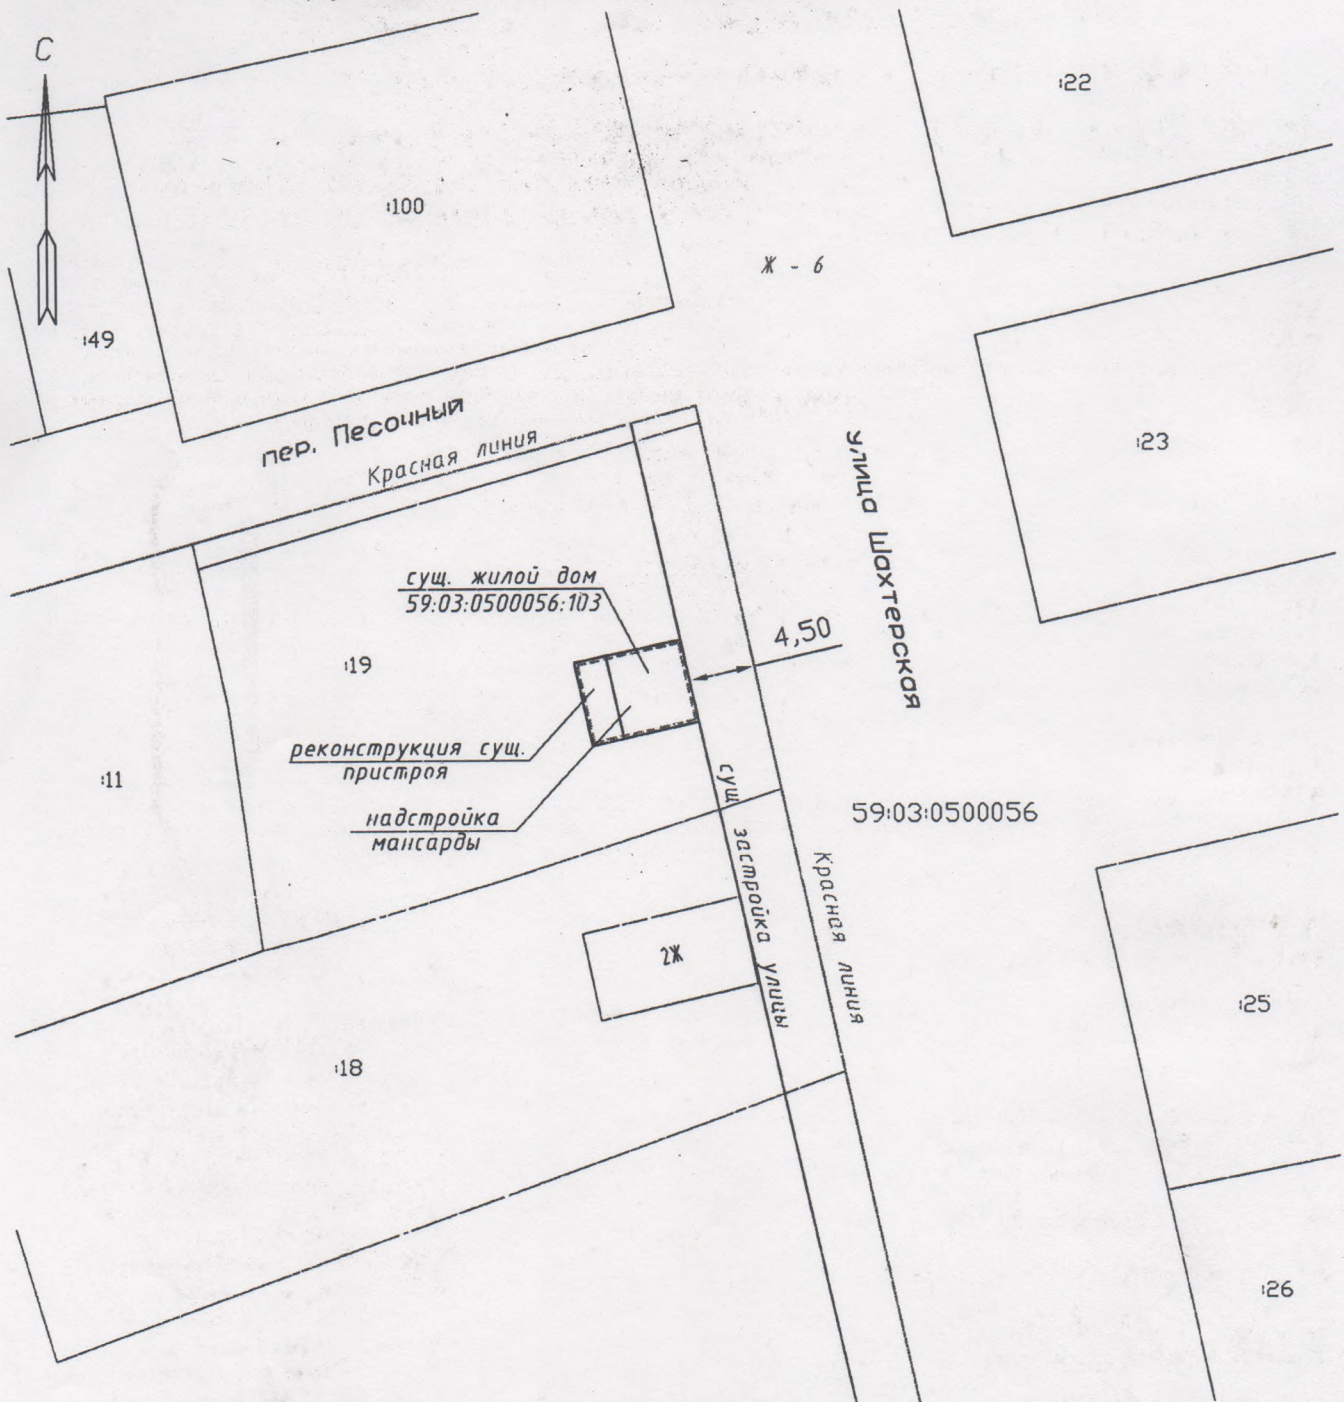 С
:22
:100
Ж - 6
:49
пер. Песочный
Красная линия
улица Шахтерская
:23
сущ. жилой дом
59:03:0500056:103
4,50
:19
реконструкция сущ.
пристроя
:11
надстройка
мансарды
59:03:0500056
сущ застройка улицы
Красная линия
2Ж
:25
:18
:26